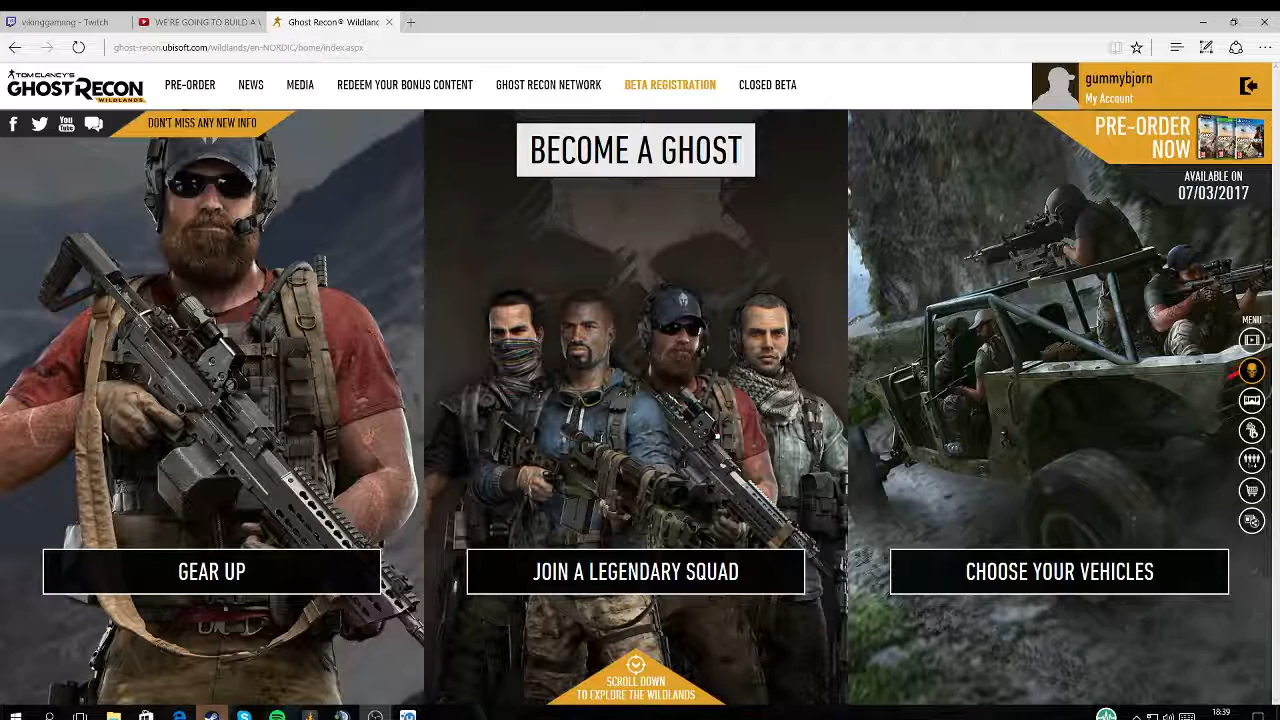 vikinggaming - Twitch
WE'RE GOING TO BUILD A
Ghost Recon® Wildlanc
ghost-recon.ubisoft.com/wildlands/en-NORDIC/home/index.aspx
TOM CLANCY'S
GHOST RECON
WILDLANDS
PRE-ORDER
NEWS
MEDIA
REDEEM YOUR BONUS CONTENT
GHOST RECON NETWORK
BETA REGISTRATION
CLOSED BETA
gummybjorn
My Account
You
Tube
DON'T MISS ANY NEW INFO
PRE-ORDER
NOW
AVAILABLE ON
07/03/2017
BECOME A GHOST
MENU
GEAR UP
JOIN A LEGENDARY SQUAD
CHOOSE YOUR VEHICLES
SCROLL DOWN
TO EXPLORE THE WILDLANDS
18:39